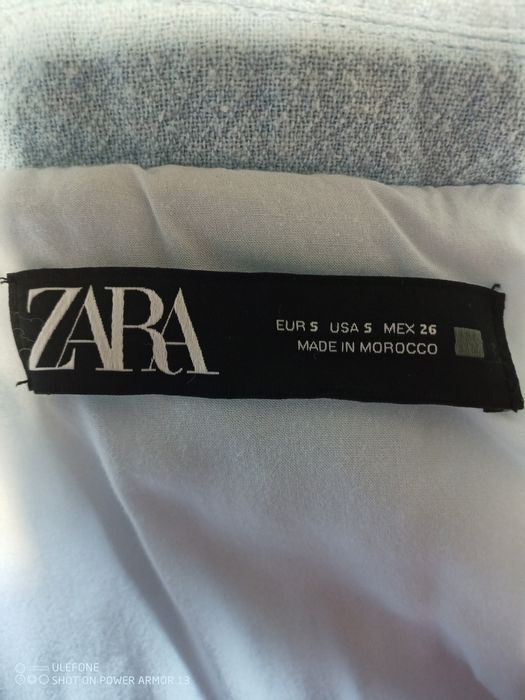 ZARA
EUR S USA S MEX 26
MADE IN MOROCCO
ULEFONE
SHOT ON POWER ARMOR 13